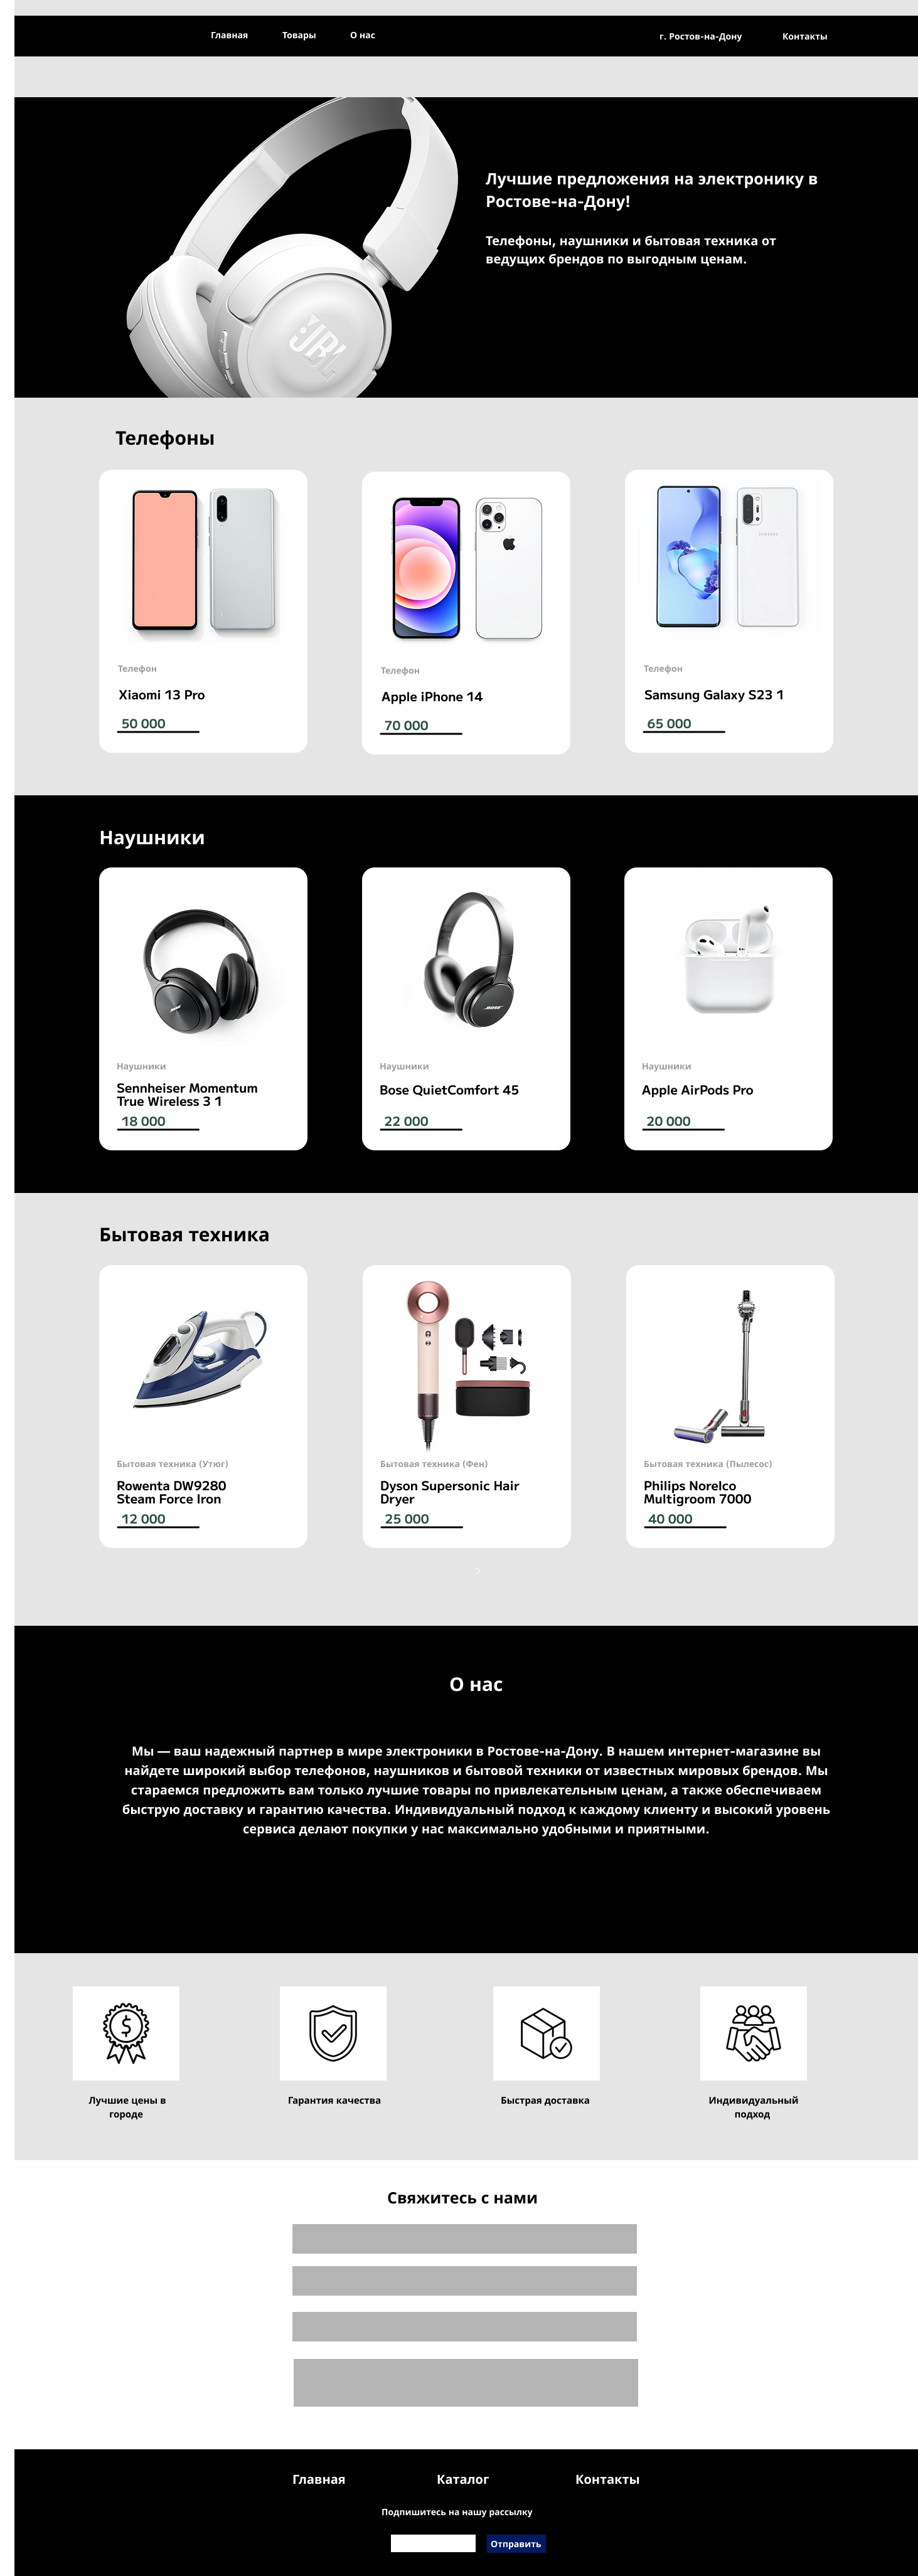 Главная Товары О нас г. Ростов-на-Дону Контакты
JBL
Лучшие предложения на электронику в
Ростове-на-Дону!
Телефоны, наушники и бытовая техника от
ведущих брендов по выгодным ценам.
Телефоны
SAMSUNG
Телефон
Xiaomi 13 Pro
50 000
Телефон
Apple iPhone 14
70 000
Телефон
Samsung Galaxy S23 1
65 000
Наушники
BOSE
BOSE
Наушники
Sennheiser Momentum
True Wireless 3 1
18 000
Наушники
Bose QuietComfort 45
22 000
Наушники
Apple AirPods Pro
20 000
Бытовая техника
Бытовая техника (Утюг)
Rowenta DW9280
Steam Force Iron
12 000
Бытовая техника (Фен)
Dyson Supersonic Hair
Dryer
25 000
Бытовая техника (Пылесос)
Philips Norelco
Multigroom 7000
40 000
О нас
Мы — ваш надежный партнер в мире электроники в Ростове-на-Дону. В нашем интернет-магазине вы
найдете широкий выбор телефонов, наушников и бытовой техники от известных мировых брендов. Мы
стараемся предложить вам только лучшие товары по привлекательным ценам, а также обеспечиваем
быструю доставку и гарантию качества. Индивидуальный подход к каждому клиенту и высокий уровень
сервиса делают покупки у нас максимально удобными и приятными.
$
Лучшие цены в
городе
Гарантия качества
Быстрая доставка
Индивидуальный
подход
Свяжитесь с нами
Главная Каталог Контакты
Подпишитесь на нашу рассылку
Отправить